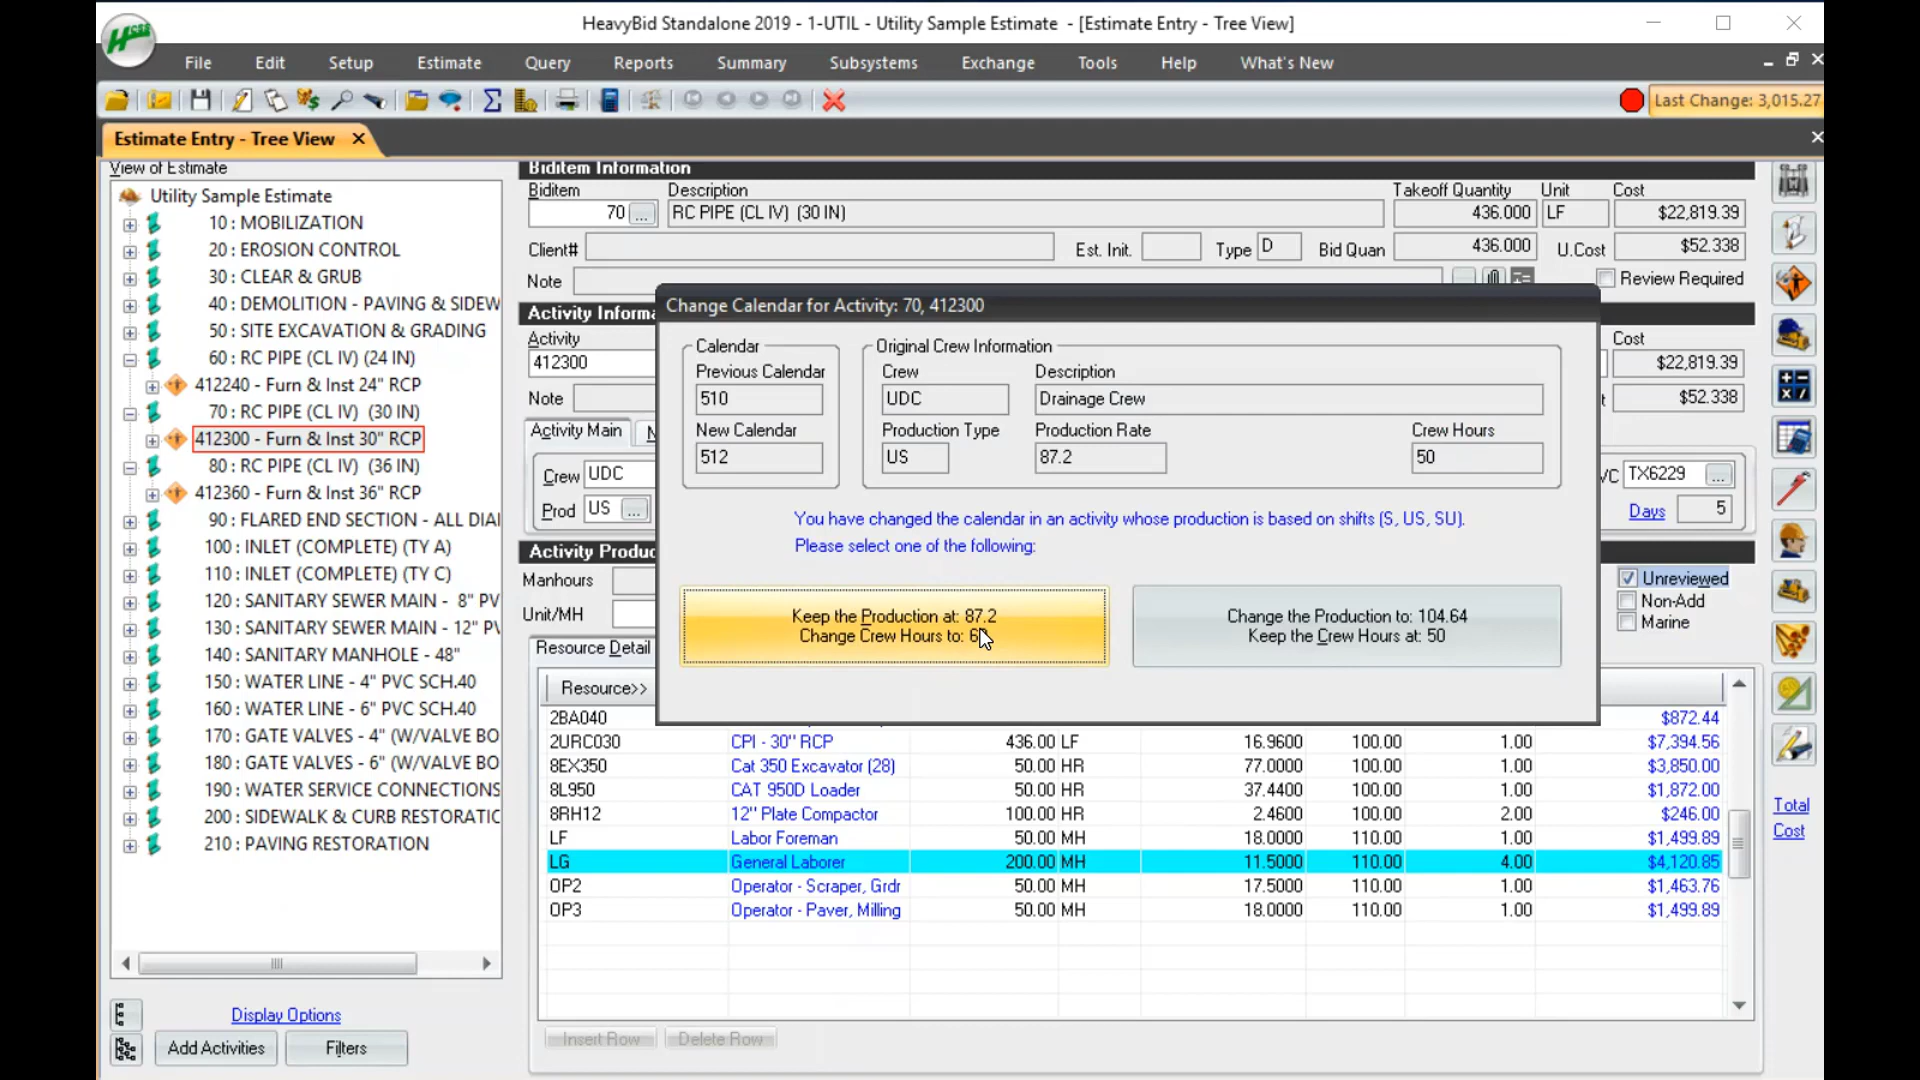 HeavyBid Standalone 2019 - 1-UTIL - Utility Sample Estimate - [Estimate Entry - Tree View]
File Edit Setup Estimate Query Reports Summary Subsystems Exchange Tools Help What's New
Last Change: 3,015.27
Estimate Entry - Tree View
View of Estimate
Utility Sample Estimate
10 : MOBILIZATION
20 : EROSION CONTROL
30 : CLEAR & GRUB
40 : DEMOLITION - PAVING & SIDEW
50 : SITE EXCAVATION & GRADING
60 : RC PIPE (CL IV) (24 IN)
412240 - Furn & Inst 24" RCP
70 : RC PIPE (CL IV) (30 IN)
412300 - Furn & Inst 30" RCP
80 : RC PIPE (CL IV) (36 IN)
412360 - Furn & Inst 36" RCP
90 : FLARED END SECTION - ALL DIA
100 : INLET (COMPLETE) (TY A)
110 : INLET (COMPLETE) (TY C)
120 : SANITARY SEWER MAIN - 8" PV
130 : SANITARY SEWER MAIN - 12" PV
140 : SANITARY MANHOLE - 48"
150 : WATER LINE - 4" PVC SCH.40
160 : WATER LINE - 6" PVC SCH.40
170 : GATE VALVES - 4" (W/VALVE BO
180 : GATE VALVES - 6" (W/VALVE BO
190 : WATER SERVICE CONNECTIONS
200 : SIDEWALK & CURB RESTORATIC
210 : PAVING RESTORATION
Display Options
Add Activities Filters
Biditem Information
Biditem Description Takeoff Quantity Unit Cost
70 ... RC PIPE (CL IV) (30 IN) 436.000 LF $22,819.39
Client# Est. Init. Type D Bid Quan 436.000 U.Cost $52.338
Note Review Required
Activity Informa
Activity Cost
412300 $22,819.39
Note $52.338
Activity Main
Crew UDC
Prod US ...
TX6229 ...
Days 5
Activity Produc
Manhours
Unit/MH
Unreviewed
Non-Add
Marine
Change Calendar for Activity: 70, 412300
Calendar
Previous Calendar
510
New Calendar
512
Original Crew Information
Crew Description
UDC Drainage Crew
Production Type Production Rate Crew Hours
US 87.2 50
You have changed the calendar in an activity whose production is based on shifts (S, US, SU).
Please select one of the following:
Keep the Production at: 87.2
Change Crew Hours to:
Change the Production to: 104.64
Keep the Crew Hours at: 50
Resource Detail
Resource>>
2BA040 $872.44
2URC030 CPI - 30" RCP 436.00 LF 16.9600 100.00 1.00 $7,394.56
8EX350 Cat 350 Excavator (28) 50.00 HR 77.0000 100.00 1.00 $3,850.00
8L950 CAT 950D Loader 50.00 HR 37.4400 100.00 1.00 $1,872.00
8RH12 12" Plate Compactor 100.00 HR 2.4600 100.00 2.00 $246.00
LF Labor Foreman 50.00 MH 18.0000 110.00 1.00 $1,499.89
LG General Laborer 200.00 MH 11.5000 110.00 4.00 $4,120.85
OP2 Operator - Scraper, Grdr 50.00 MH 17.5000 110.00 1.00 $1,463.76
OP3 Operator - Paver, Milling 50.00 MH 18.0000 110.00 1.00 $1,499.89
Insert Row Delete Row
Total
Cost